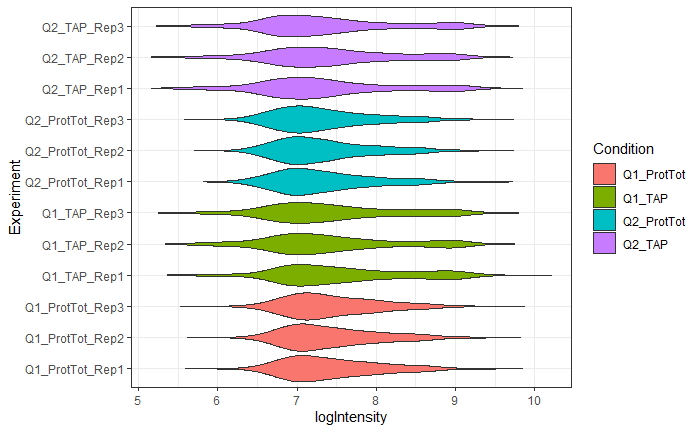 Experiment
Q2_TAP_Rep3
Q2_TAP_Rep2
Q2_TAP_Rep1
Q2_ProtTot_Rep3
Q2_ProtTot_Rep2
Q2_ProtTot_Rep1
Q1_TAP_Rep3
Q1_TAP_Rep2
Q1_TAP_Rep1
Q1_ProtTot_Rep3
Q1_ProtTot_Rep2
Q1_ProtTot_Rep1
5 6 7 8 9 10
logIntensity
Condition
Q1_ProtTot
Q1_TAP
Q2_ProtTot
Q2_TAP